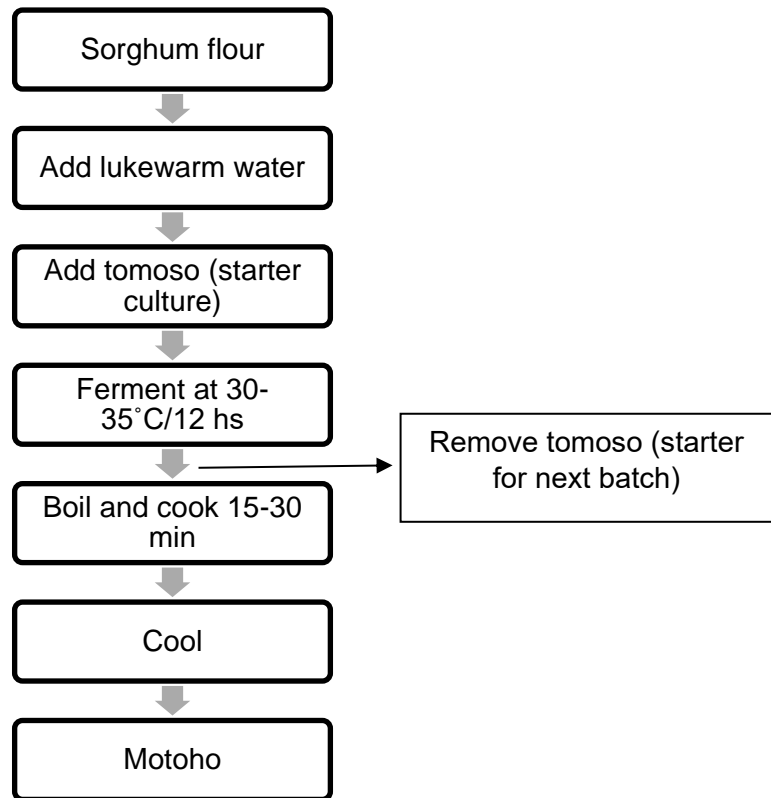 Sorghum flour
Add lukewarm water
Add tomoso (starter
culture)
Ferment at 30-
35˚C/12 hs
Remove tomoso (starter
for next batch)
Boil and cook 15-30
min
Cool
Motoho